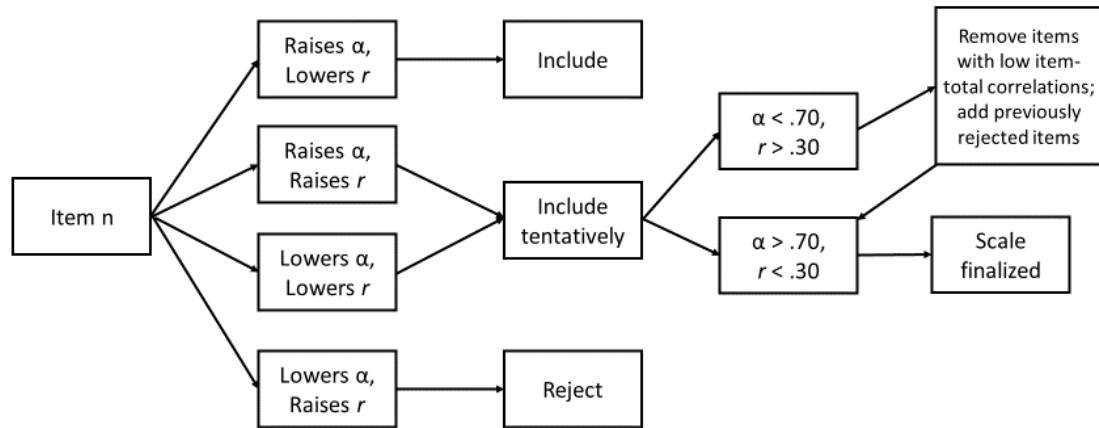 Item n
Raises α,
Lowers r
Raises α,
Raises r
Lowers α,
Lowers r
Lowers α,
Raises r
Include
Include
tentatively
Reject
α < .70,
r > .30
α > .70,
r < .30
Remove items
with low item-
total correlations;
add previously
rejected items
Scale
finalized